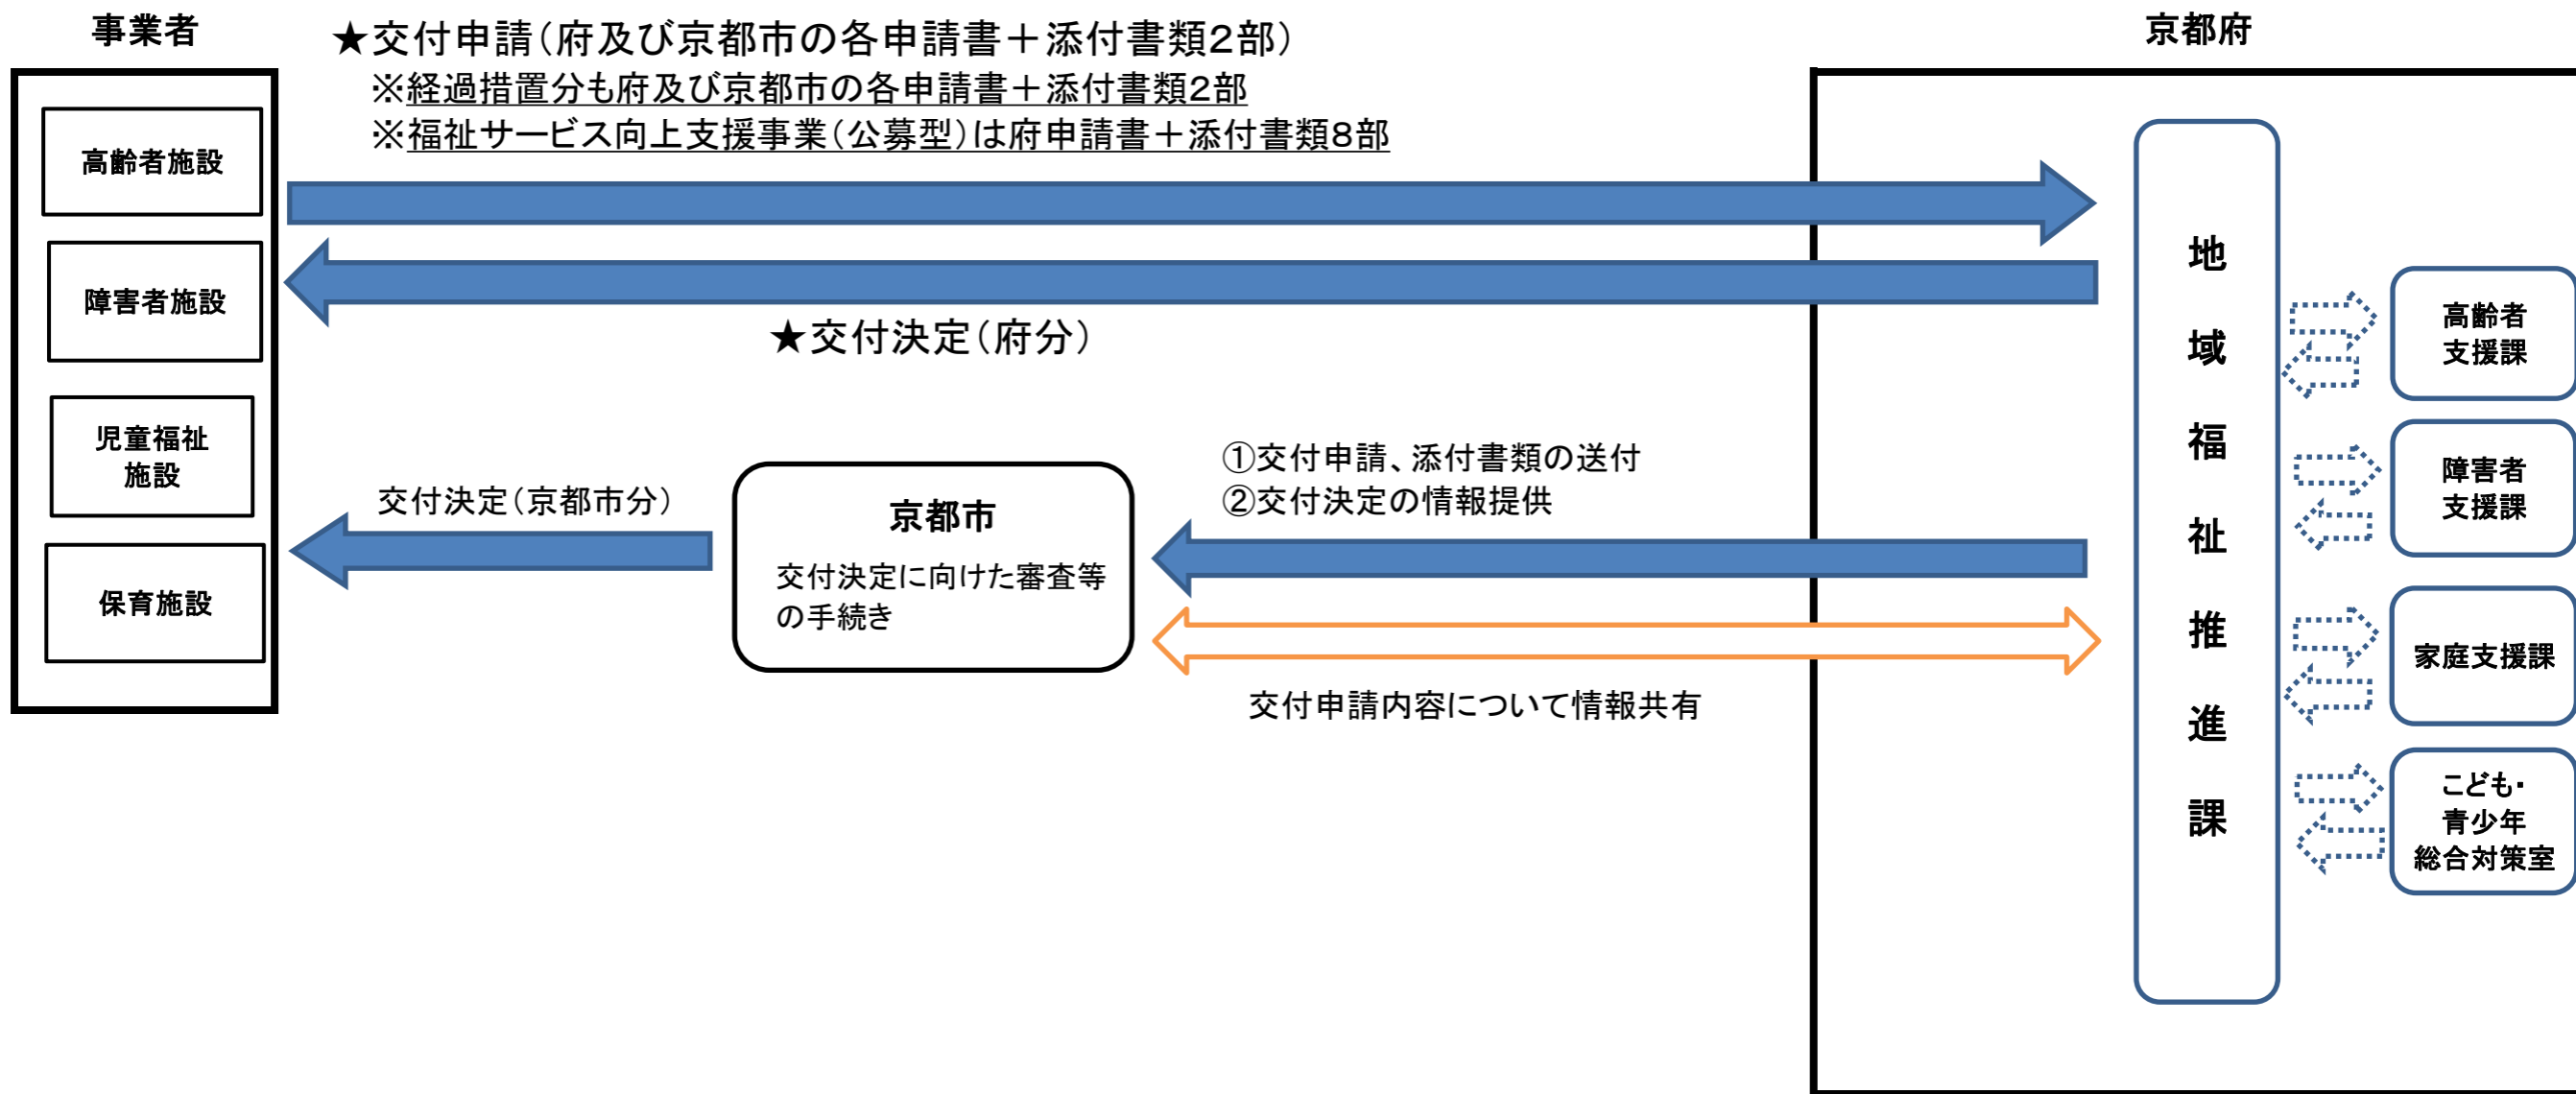 事業者
★交付申請(府及び京都市の各申請書+添付書類2部)
※経過措置分も府及び京都市の各申請書+添付書類2部
※福祉サービス向上支援事業(公募型)は府申請書+添付書類8部
京都府
高齢者施設
障害者施設
児童福祉
施設
保育施設
★交付決定(府分)
交付決定(京都市分)
京都市
交付決定に向けた審査等
の手続き
①交付申請、添付書類の送付
②交付決定の情報提供
交付申請内容について情報共有
地域福祉推進課
高齢者
支援課
障害者
支援課
家庭支援課
こども・
青少年
総合対策室